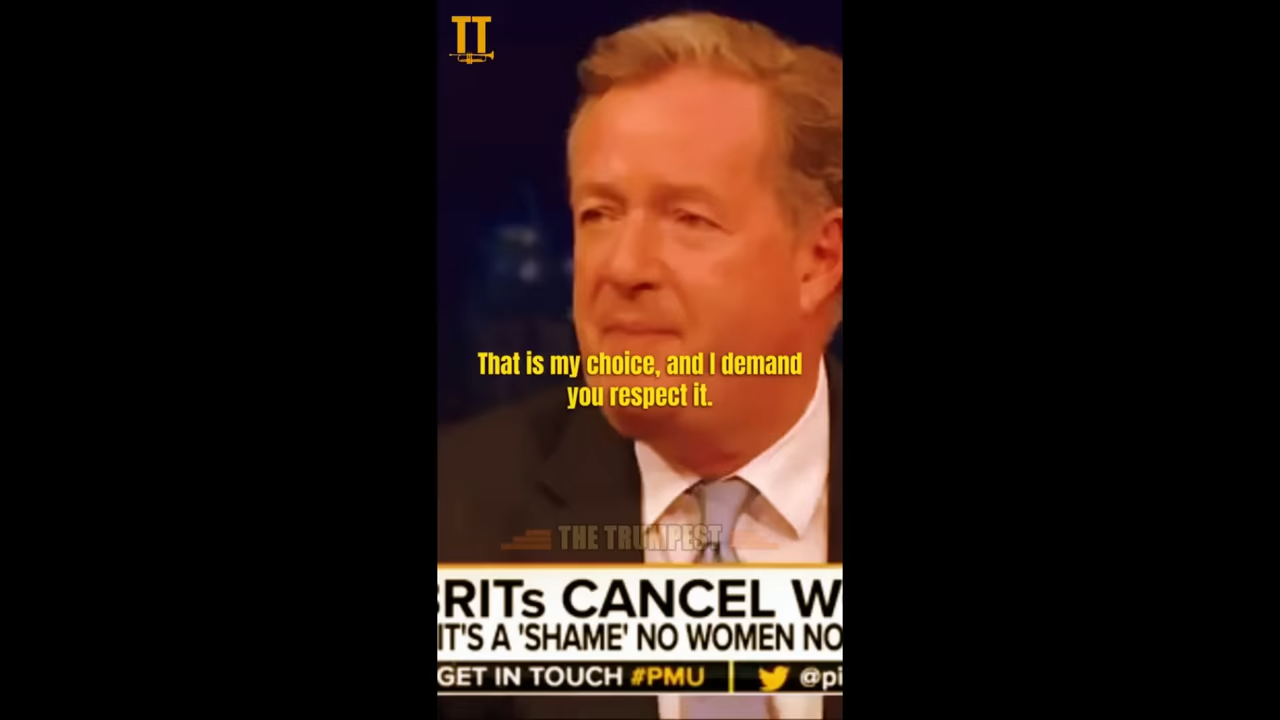 TT
That is my choice, and I demand
you respect it.
THE TRUMPEST
BRITs CANCEL W
IT'S A 'SHAME' NO WOMEN NO
GET IN TOUCH #PMU
@pi